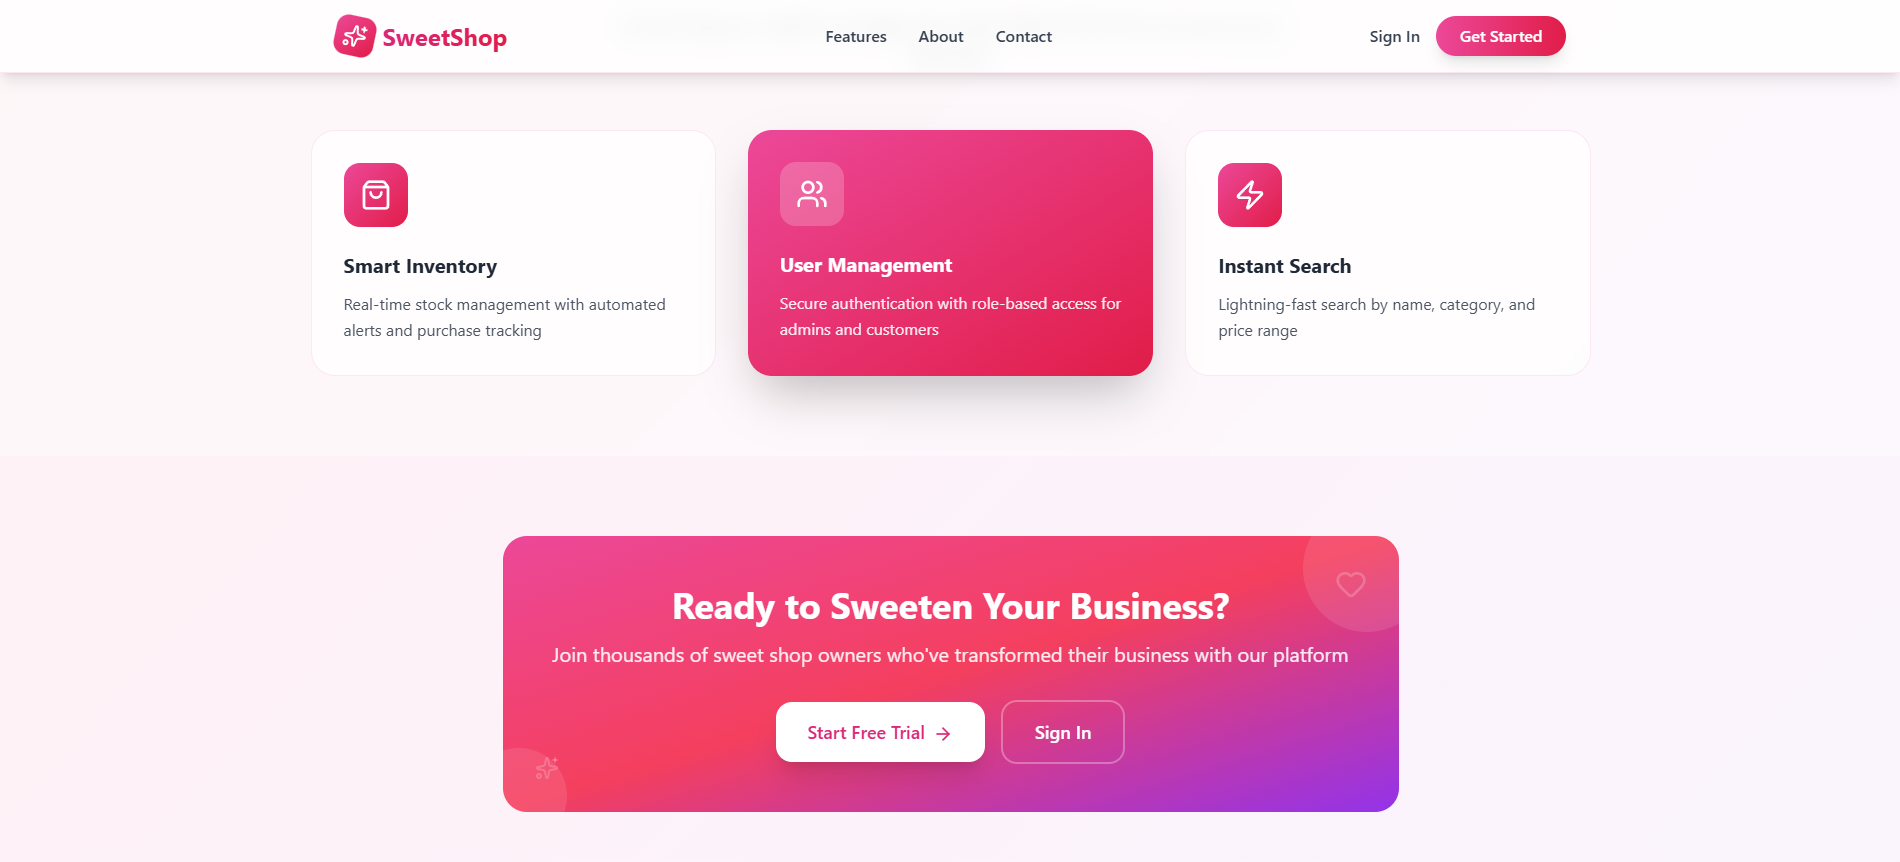 SweetShop
Features
About
Contact
Sign In
Get Started
Smart Inventory
Real-time stock management with automated
alerts and purchase tracking
User Management
Secure authentication with role-based access for
admins and customers
Instant Search
Lightning-fast search by name, category, and
price range
Ready to Sweeten Your Business?
Join thousands of sweet shop owners who've transformed their business with our platform
Start Free Trial →
Sign In